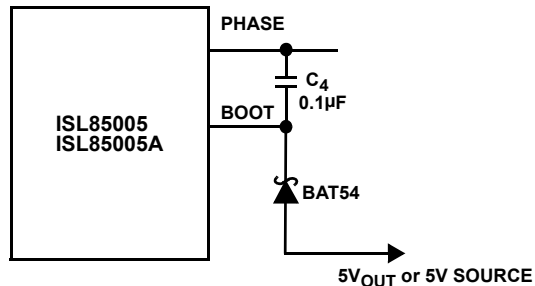 PHASE
C4
0.1µF
BOOT
ISL85005
ISL85005A
BAT54
5VOUT or 5V SOURCE